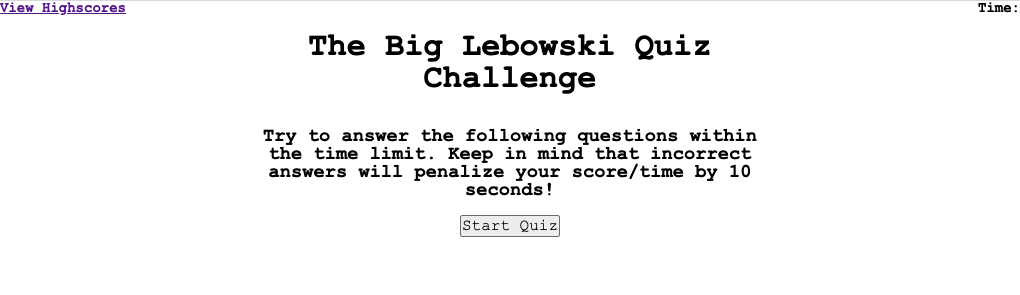 View Highscores
Time:
The Big Lebowski Quiz
Challenge
Try to answer the following questions within
the time limit. Keep in mind that incorrect
answers will penalize your score/time by 10
seconds!
Start Quiz